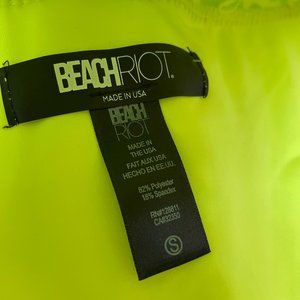 BEACHRIOT.
MADE IN USA
BEACH
RIOT
MADE IN
THE USA
FAIT AUX USA
HECHO EN EE.UU.
82% Polyester
18% Spandex
RN#128011
CA#32350
S